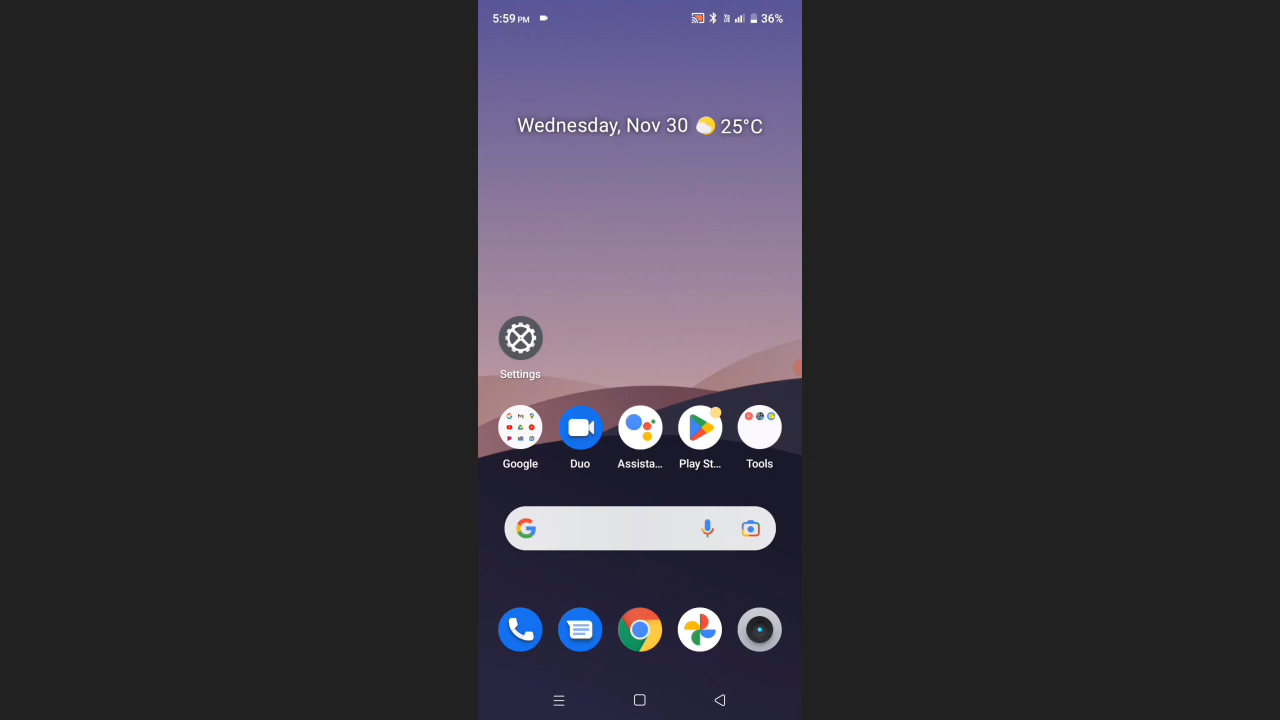 5:59 PM 36%
Wednesday, Nov 30 25°C
Settings
Google Duo Assista... Play St... Tools